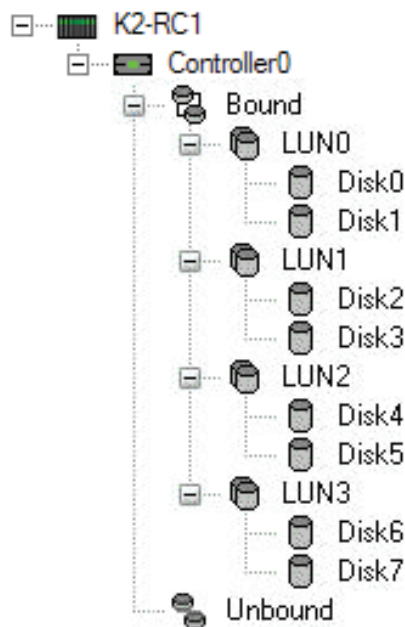 K2-RC1
Controller0
Bound
LUN0
Disk0
Disk1
LUN1
Disk2
Disk3
LUN2
Disk4
Disk5
LUN3
Disk6
Disk7
Unbound